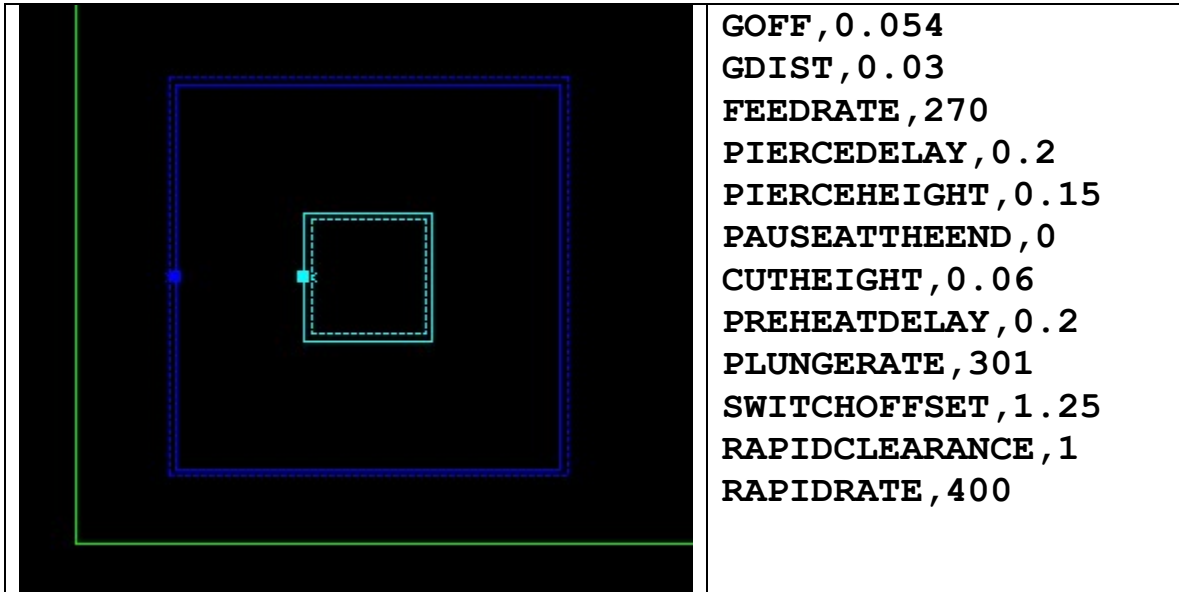 GOFF,0.054
GDIST,0.03
FEEDRATE,270
PIERCEDELAY,0.2
PIERCEHEIGHT,0.15
PAUSEATTHEEND,0
CUTHEIGHT,0.06
PREHEATDELAY,0.2
PLUNGERATE,301
SWITCHOFFSET,1.25
RAPIDCLEARANCE,1
RAPIDRATE,400